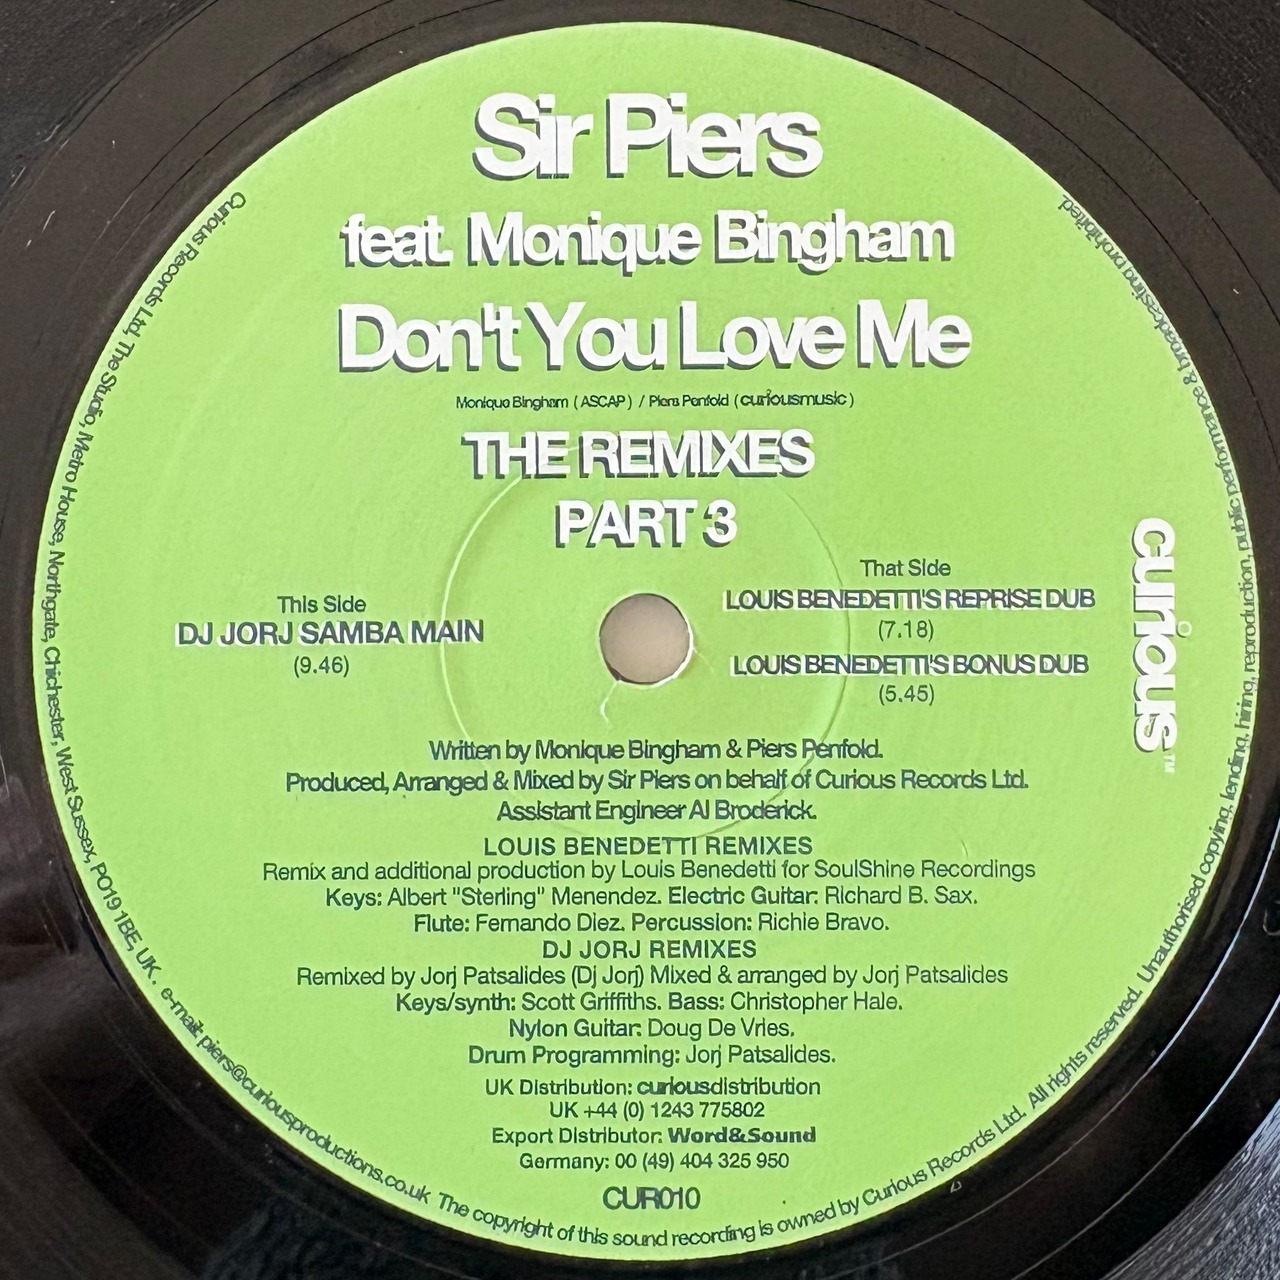 Sir Piers
feat. Monique Bingham
Don't You Love Me
Monique Bingham ( ASCAP ) / Piers Penfold ( curiousmusic )
THE REMIXES
PART 3
This Side
DJ JORJ SAMBA MAIN
(9.46)
That Side
LOUIS BENEDETTI'S REPRISE DUB
(7.18)
LOUIS BENEDETTI'S BONUS DUB
(5.45)
curious™
Written by Monique Bingham & Piers Penfold.
Produced, Arranged & Mixed by Sir Piers on behalf of Curious Records Ltd.
Assistant Engineer Al Broderick.
LOUIS BENEDETTI REMIXES
Remix and additional production by Louis Benedetti for SoulShine Recordings
Keys: Albert "Sterling" Menendez. Electric Guitar: Richard B. Sax.
Flute: Fernando Diez. Percussion: Richie Bravo.
DJ JORJ REMIXES
Remixed by Jorj Patsalides (Dj Jorj) Mixed & arranged by Jorj Patsalides
Keys/synth: Scott Griffiths. Bass: Christopher Hale.
Nylon Guitar: Doug De Vries.
Drum Programming: Jorj Patsalides.
UK Distribution: curiousdistribution
UK +44 (0) 1243 775802
Export Distributor: Word&Sound
Germany: 00 (49) 404 325 950
CUR010
Curious Records Ltd, The Studio, Metro House, Northgate, Chichester, West Sussex, PO19 1BE, UK. e-mail: piers@curiousproductions.co.uk The copyright of this sound recording is owned by Curious Records Ltd. All rights reserved. Unauthorised copying, lending, hiring, reproduction, public performance & broadcasting prohibited.